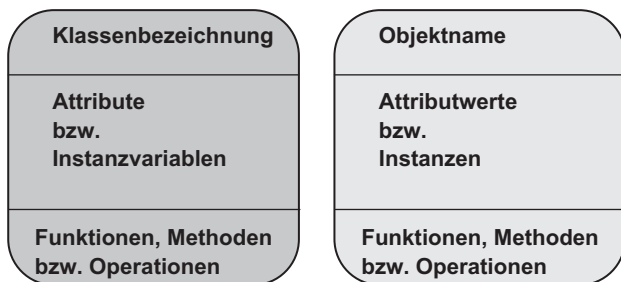 Klassenbezeichnung
Attribute
bzw.
Instanzvariablen
Funktionen, Methoden
bzw. Operationen
Objektname
Attributwerte
bzw.
Instanzen
Funktionen, Methoden
bzw. Operationen